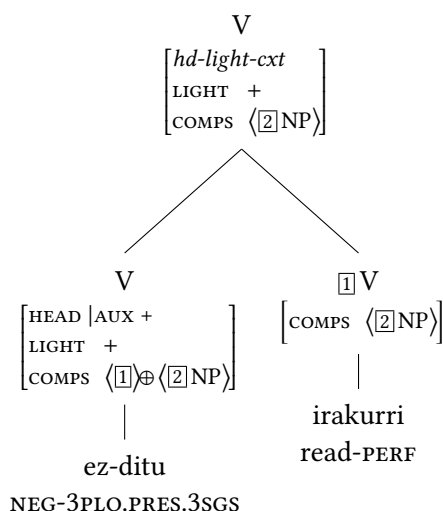 V
hd-light-cxt
LIGHT +
COMPS ⟨[2]NP⟩
V
HEAD |AUX +
LIGHT +
COMPS ⟨[1]⟩⊕⟨[2]NP⟩
[1]V
COMPS ⟨[2]NP⟩
ez-ditu
NEG-3PLO.PRES.3SGS
irakurri
read-PERF